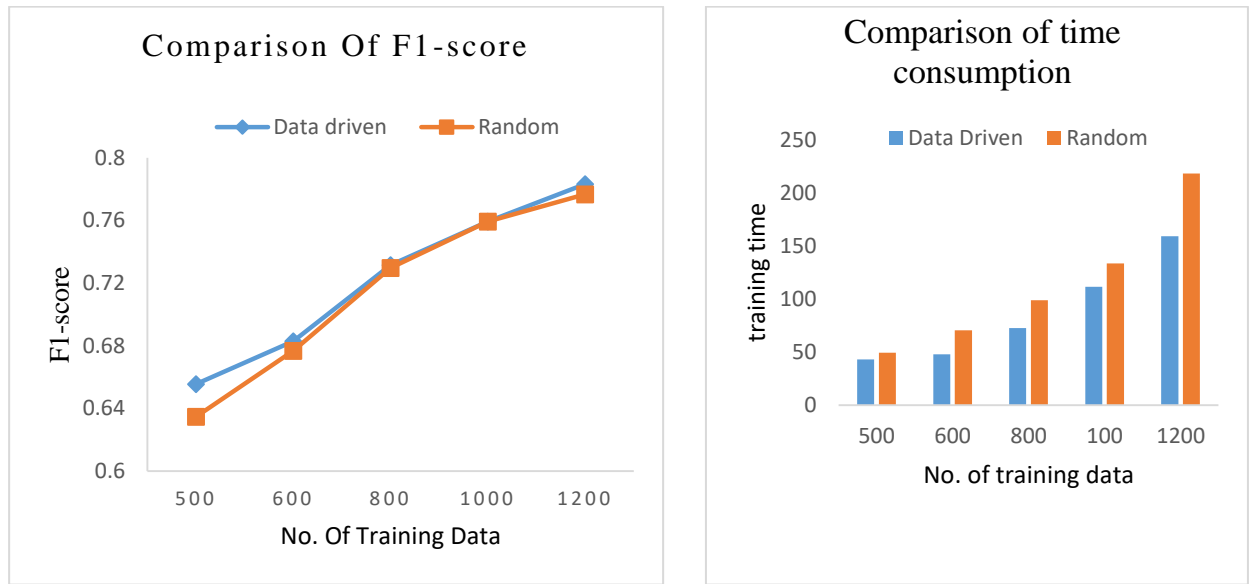 Comparison Of F1-score
Data driven
Random
0.8
0.76
0.72
0.68
0.64
0.6
F1-score
500 600 800 1000 1200
No. Of Training Data
Comparison of time
consumption
Data Driven
Random
250
200
150
100
50
0
training time
500 600 800 100 1200
No. of training data